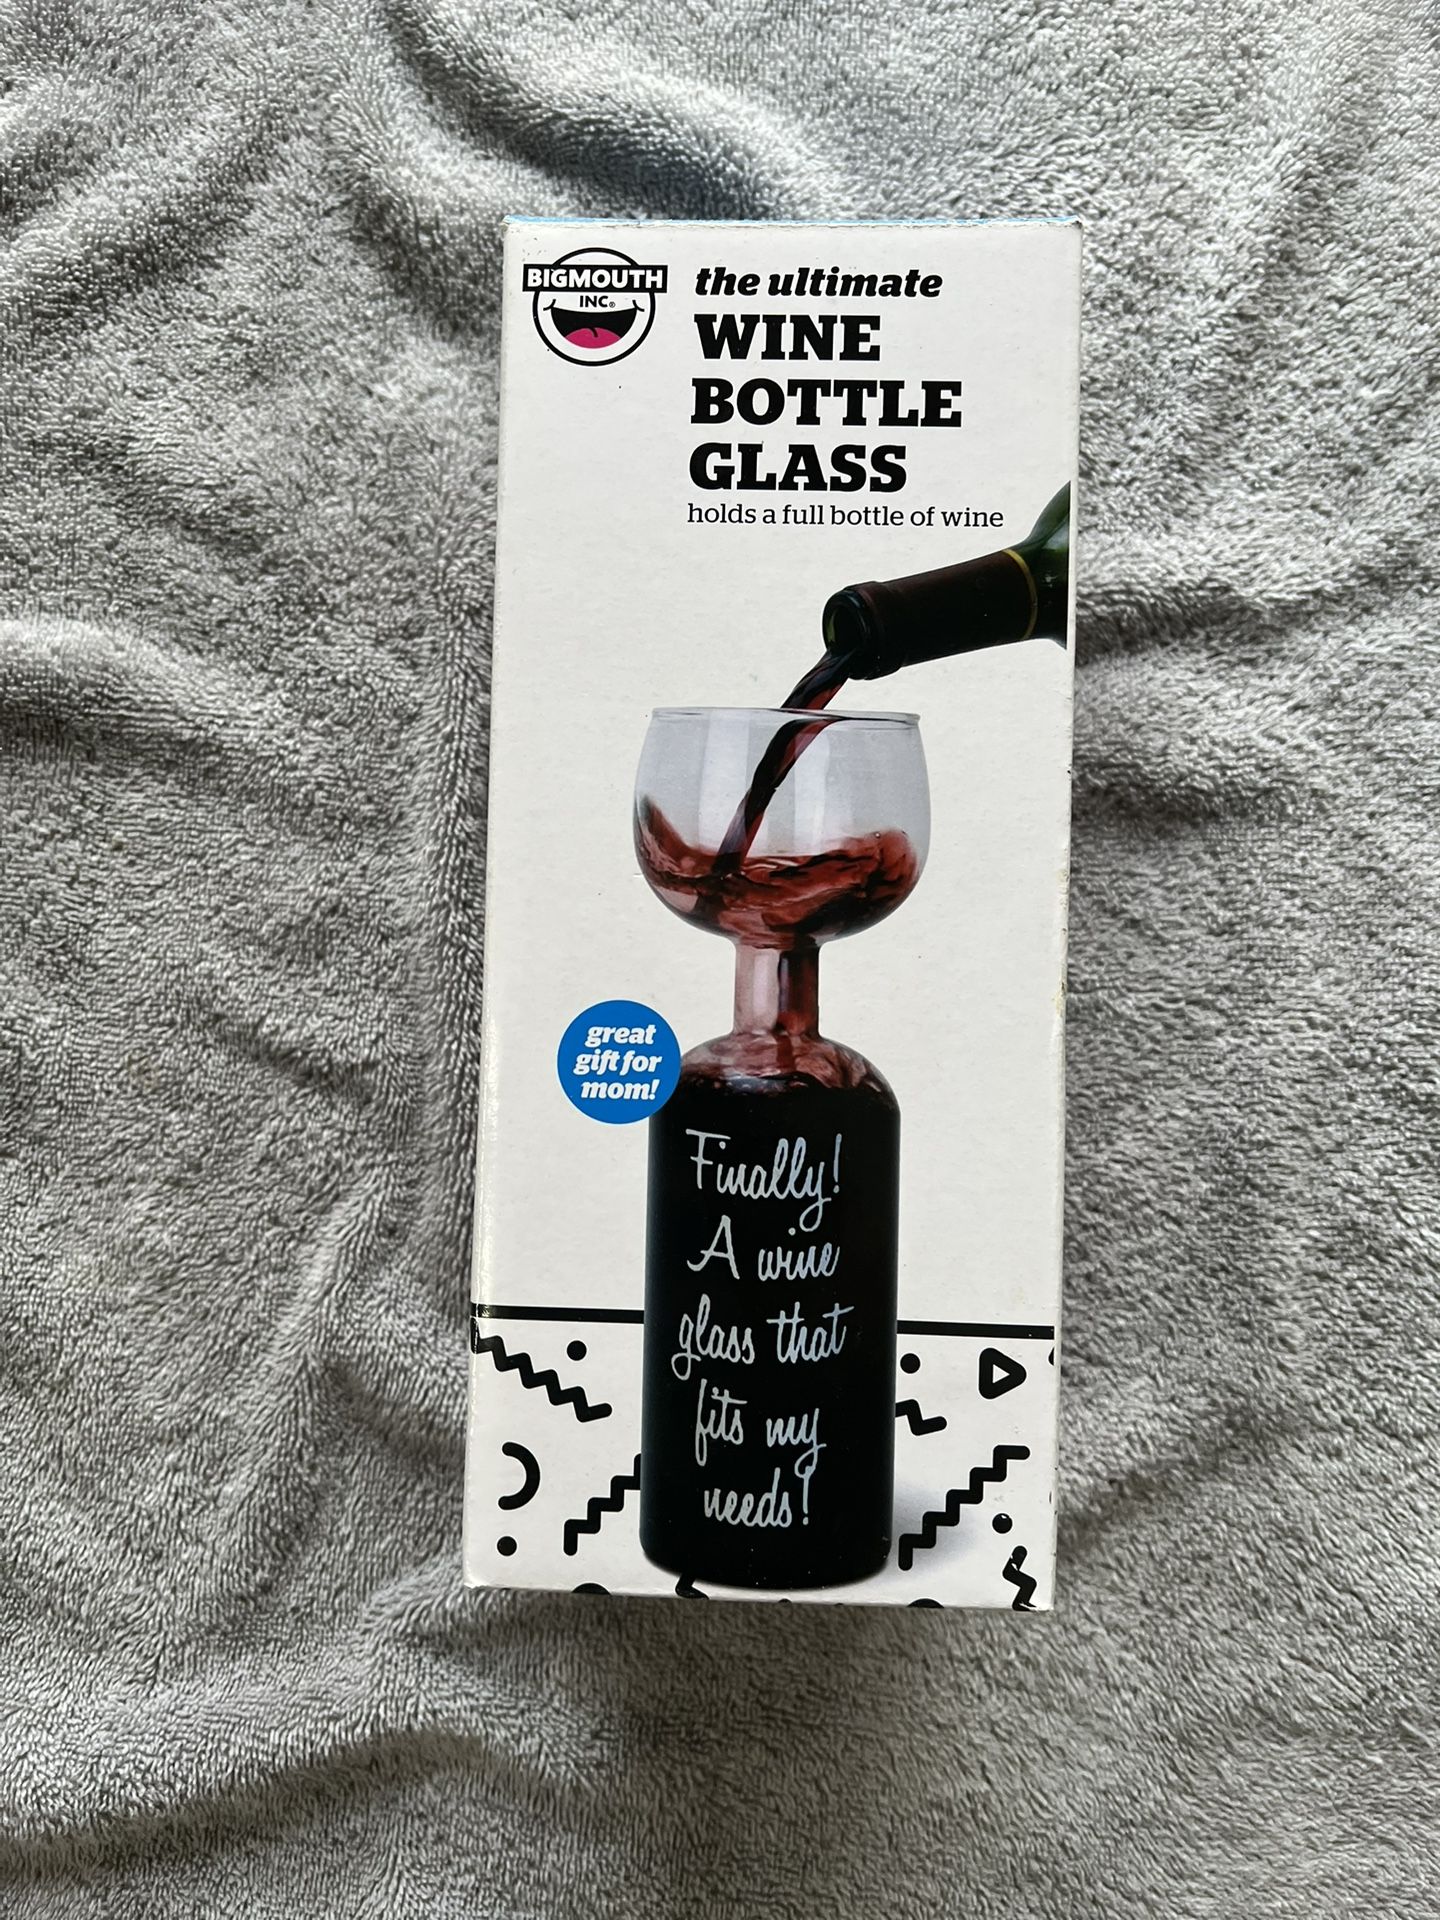 BIGMOUTH
INC.®
the ultimate
WINE
BOTTLE
GLASS
holds a full bottle of wine
great
gift for
mom!
Finally!
A wine
glass that
fits my
needs!